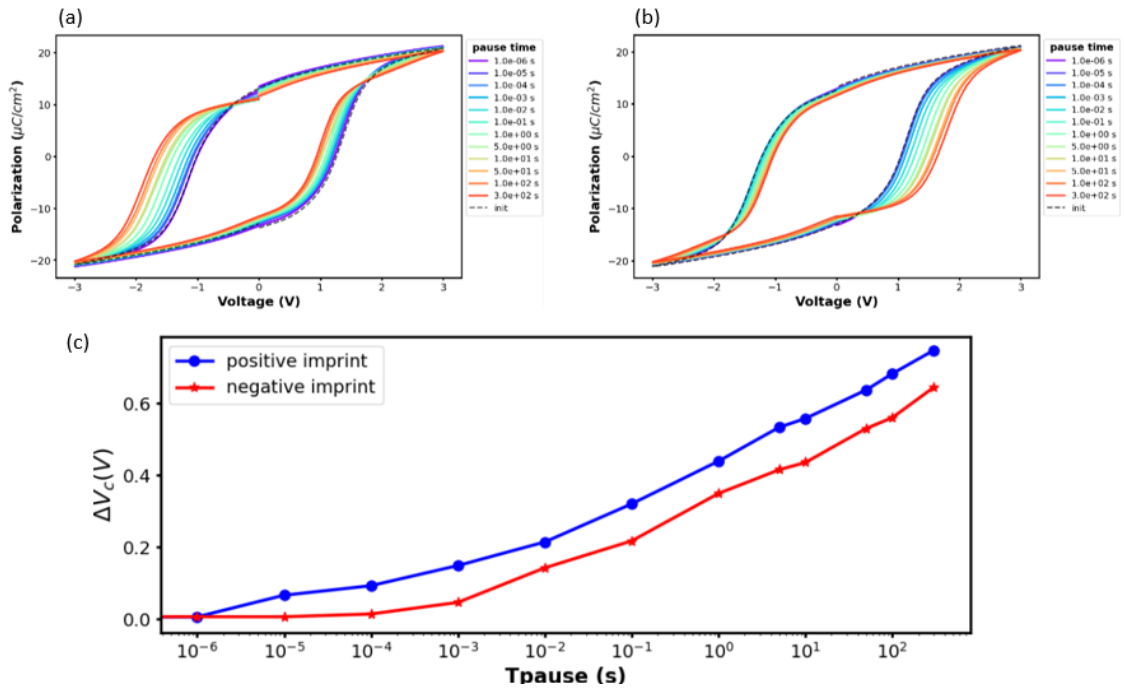 (a)
Polarization (μC/cm²)
20
10
0
−10
−20
−3 −2 −1 0 1 2 3
Voltage (V)
pause time
1.0e-06 s
1.0e-05 s
1.0e-04 s
1.0e-03 s
1.0e-02 s
1.0e-01 s
1.0e+00 s
5.0e+00 s
1.0e+01 s
5.0e+01 s
1.0e+02 s
3.0e+02 s
init
(b)
Polarization (μC/cm²)
20
10
0
−10
−20
−3 −2 −1 0 1 2 3
Voltage (V)
pause time
1.0e-06 s
1.0e-05 s
1.0e-04 s
1.0e-03 s
1.0e-02 s
1.0e-01 s
1.0e+00 s
5.0e+00 s
1.0e+01 s
5.0e+01 s
1.0e+02 s
3.0e+02 s
init
(c)
positive imprint
negative imprint
ΔV_c(V)
0.6
0.4
0.2
0.0
10⁻⁶ 10⁻⁵ 10⁻⁴ 10⁻³ 10⁻² 10⁻¹ 10⁰ 10¹ 10²
Tpause (s)